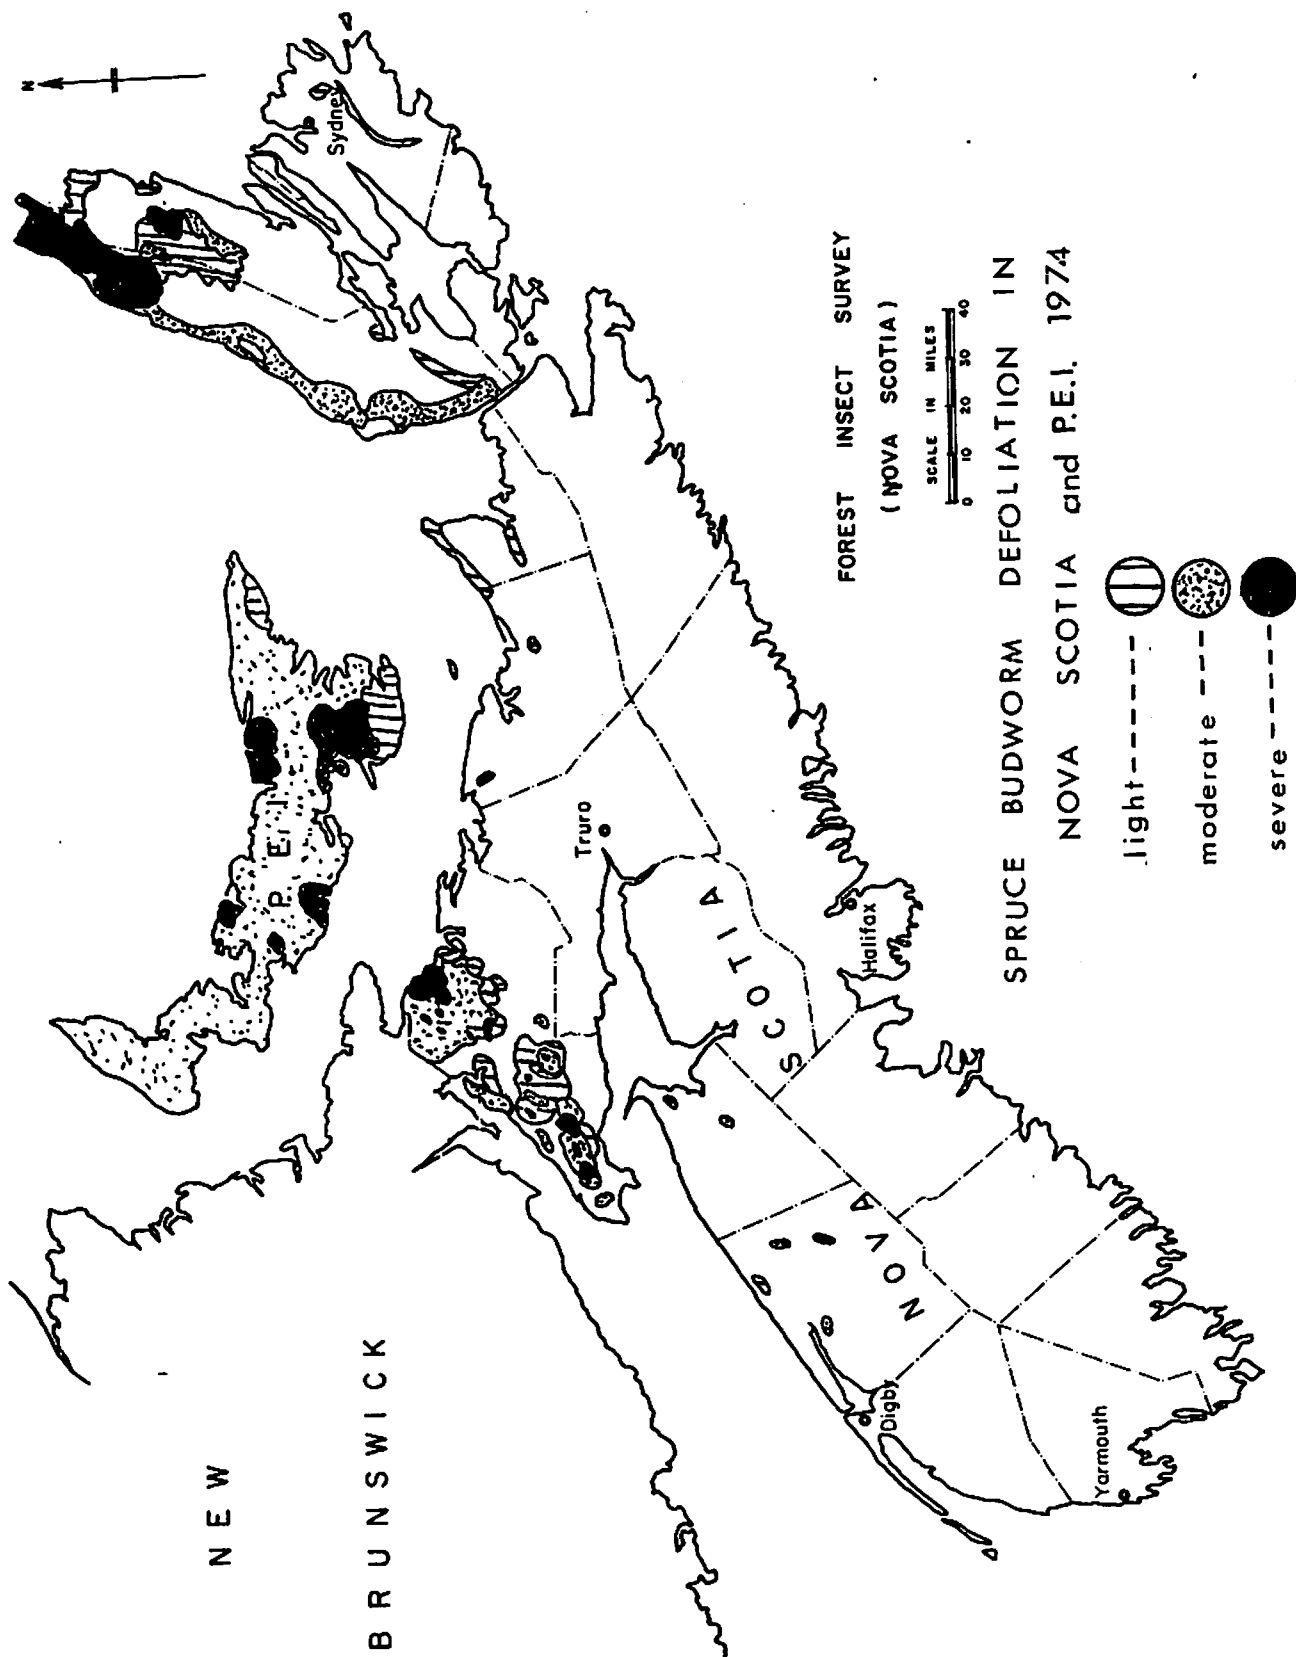 N
NEW
BRUNSWICK
P. E. I.
Sydney
Truro
NOVA
SCOTIA
Halifax
Digby
Yarmouth
FOREST INSECT SURVEY
(NOVA SCOTIA)
SCALE IN MILES
0 10 20 30 40
SPRUCE BUDWORM DEFOLIATION IN
NOVA SCOTIA and P.E.I. 1974
light-------
moderate ---
severe -----